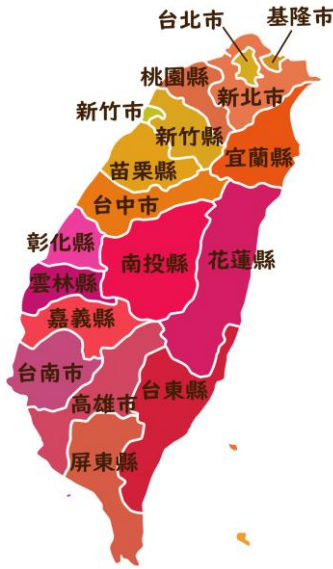 台北市
基隆市
桃園縣
新北市
新竹市
新竹縣
宜蘭縣
苗栗縣
台中市
彰化縣
南投縣
花蓮縣
雲林縣
嘉義縣
台南市
台東縣
高雄市
屏東縣